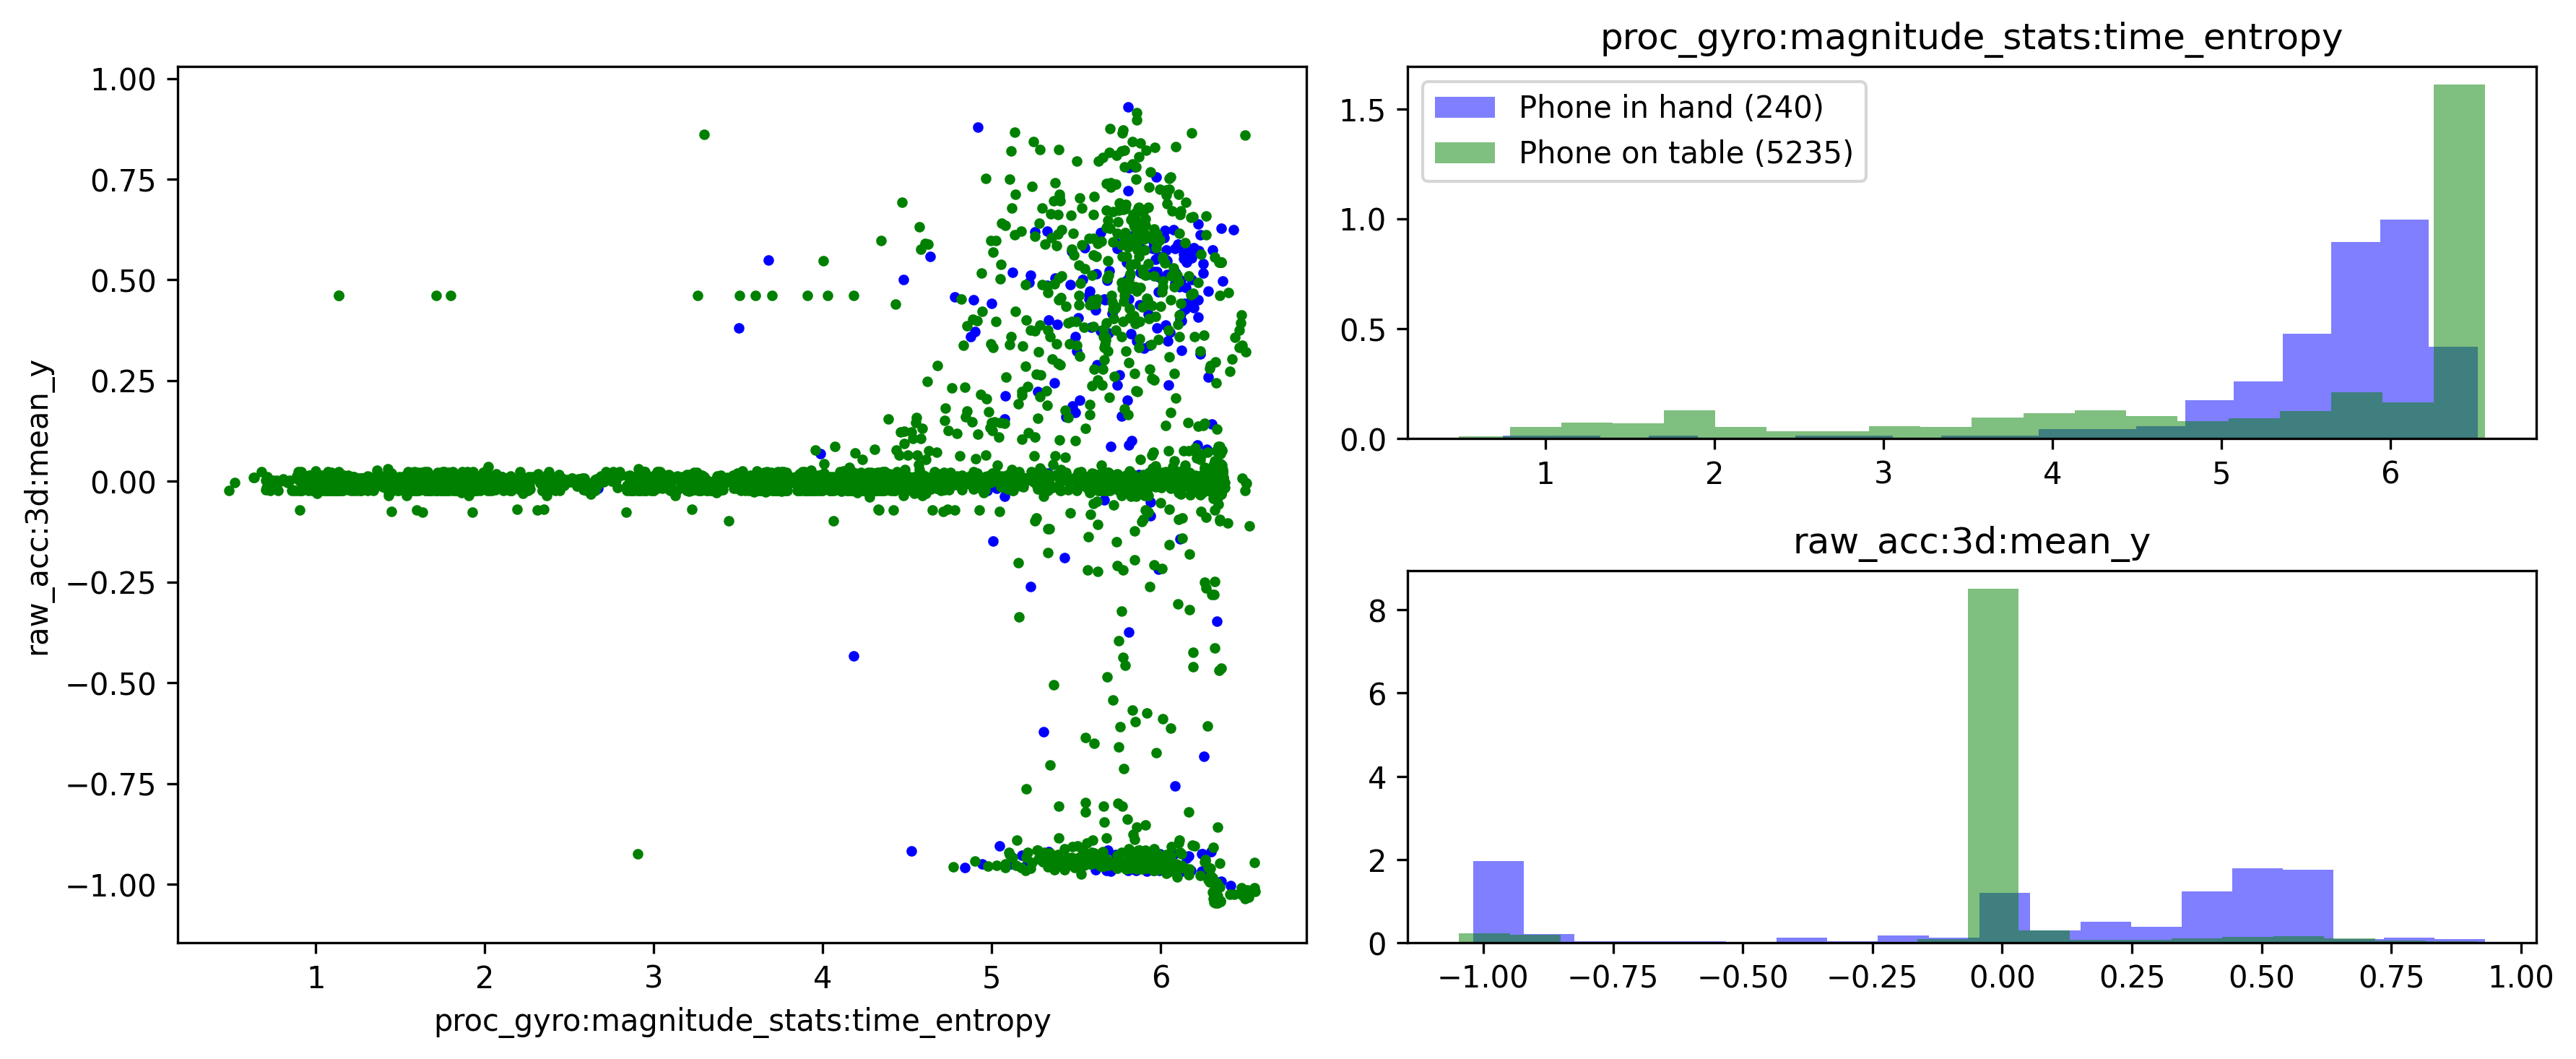 1.00
0.75
0.50
0.25
0.00
−0.25
−0.50
−0.75
−1.00
raw_acc:3d:mean_y
1 2 3 4 5 6
proc_gyro:magnitude_stats:time_entropy
proc_gyro:magnitude_stats:time_entropy
Phone in hand (240)
Phone on table (5235)
1.5
1.0
0.5
0.0
1 2 3 4 5 6
raw_acc:3d:mean_y
8
6
4
2
0
−1.00 −0.75 −0.50 −0.25 0.00 0.25 0.50 0.75 1.00